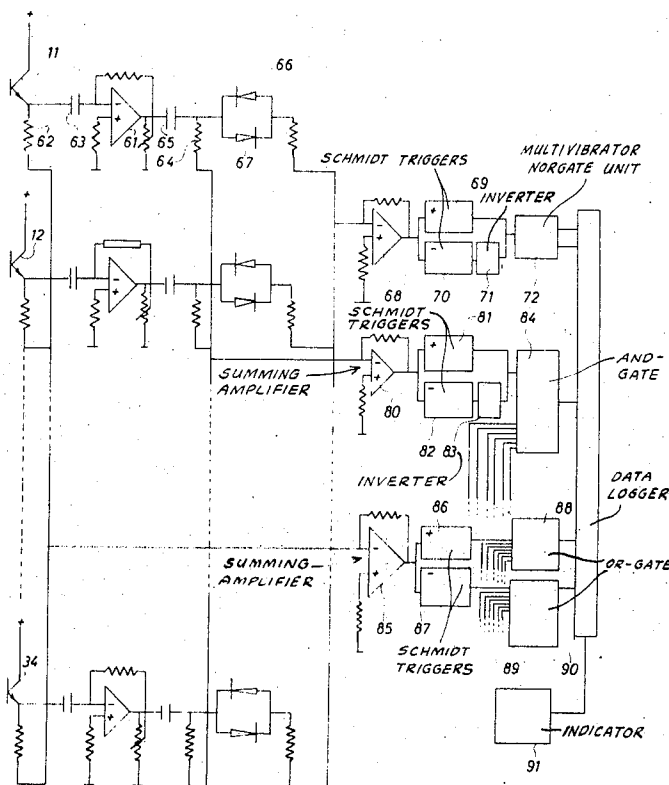 11
66
62
63
61
65
64
67
SCHMIDT TRIGGERS
69
INVERTER
MULTIVIBRATOR
NORGATE UNIT
12
68
70
71
72
SCHMIDT
TRIGGERS
81
84
SUMMING
AMPLIFIER
80
82
83
AND-
GATE
INVERTER
DATA
LOGGER
86
88
SUMMING-
AMPLIFIER
OR-GATE
85
87
SCHMIDT
TRIGGERS
89
90
34
INDICATOR
91